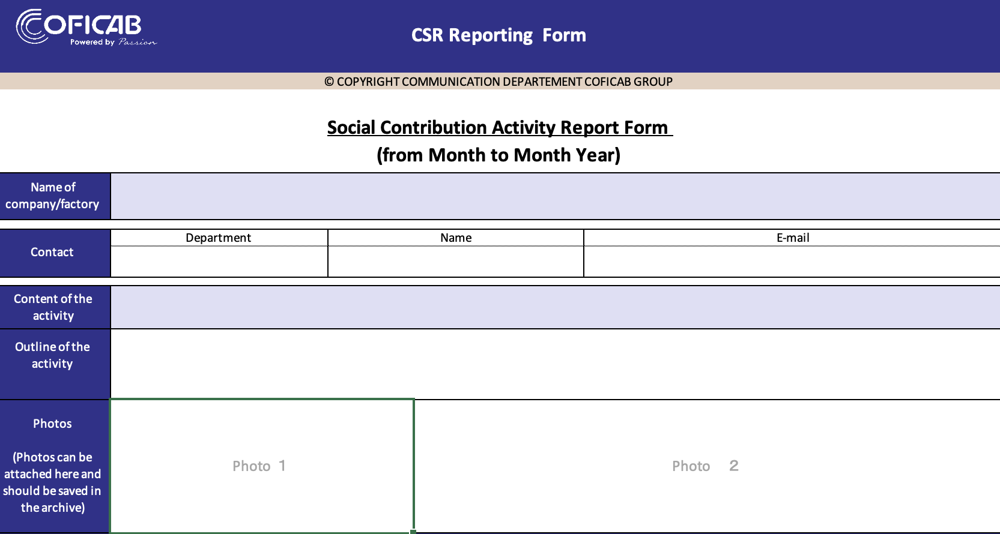 COFICAB
Powered by Passion
CSR Reporting  Form
© COPYRIGHT COMMUNICATION DEPARTEMENT COFICAB GROUP
Social Contribution Activity Report Form
(from Month to Month Year)
Name of
company/factory
Contact
Department
Name
E-mail
Content of the
activity
Outline of the
activity
Photos
(Photos can be
attached here and
should be saved in
the archive)
Photo 1
Photo 2